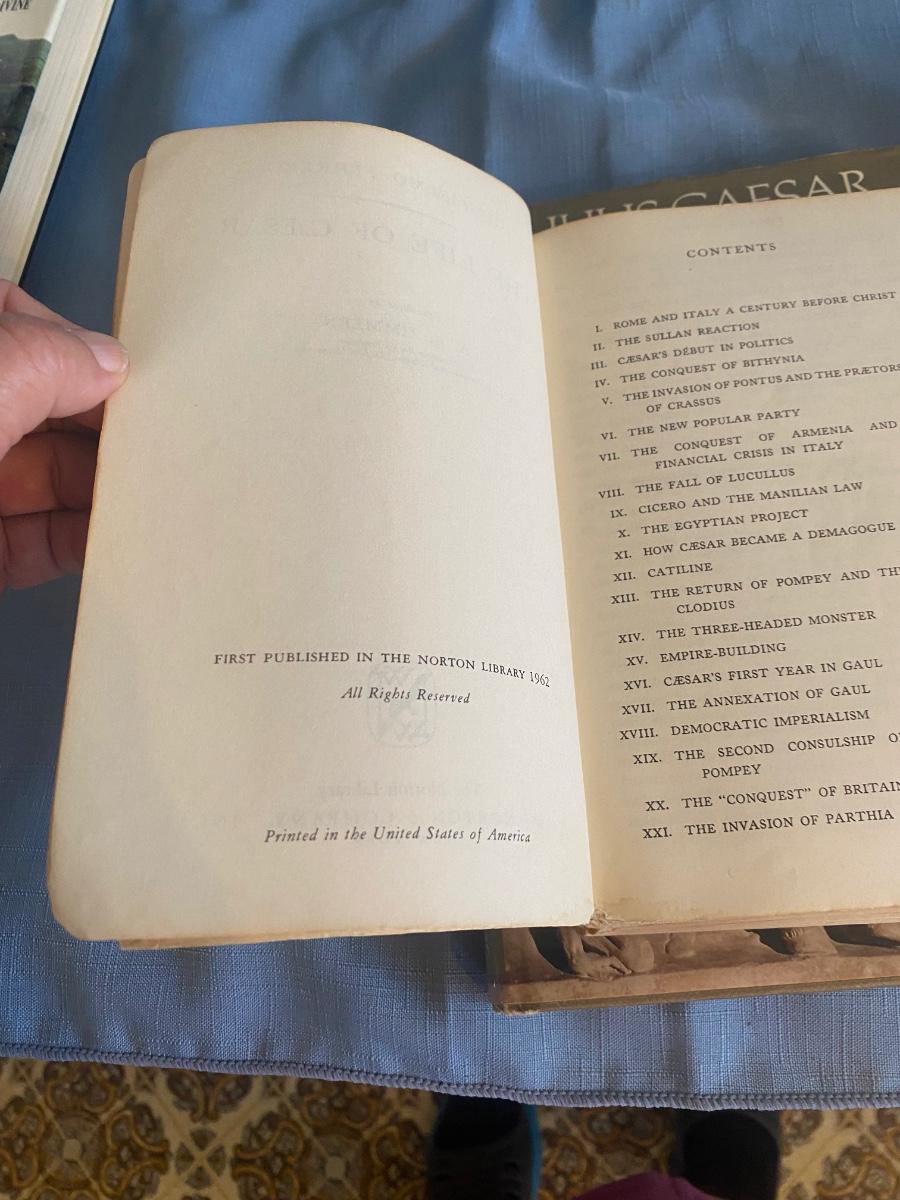 VINE
JULIUS CAESAR
FIRST PUBLISHED IN THE NORTON LIBRARY 1962
All Rights Reserved
Printed in the United States of America
CONTENTS
I. ROME AND ITALY A CENTURY BEFORE CHRIST
II. THE SULLAN REACTION
III. CÆSAR'S DÉBUT IN POLITICS
IV. THE CONQUEST OF BITHYNIA
V. THE INVASION OF PONTUS AND THE PRÆTORS
OF CRASSUS
VI. THE NEW POPULAR PARTY
VII. THE CONQUEST OF ARMENIA AND
FINANCIAL CRISIS IN ITALY
VIII. THE FALL OF LUCULLUS
IX. CICERO AND THE MANILIAN LAW
X. THE EGYPTIAN PROJECT
XI. HOW CÆSAR BECAME A DEMAGOGUE
XII. CATILINE
XIII. THE RETURN OF POMPEY AND TH
CLODIUS
XIV. THE THREE-HEADED MONSTER
XV. EMPIRE-BUILDING
XVI. CÆSAR'S FIRST YEAR IN GAUL
XVII. THE ANNEXATION OF GAUL
XVIII. DEMOCRATIC IMPERIALISM
XIX. THE SECOND CONSULSHIP O
POMPEY
XX. THE "CONQUEST" OF BRITAIN
XXI. THE INVASION OF PARTHIA